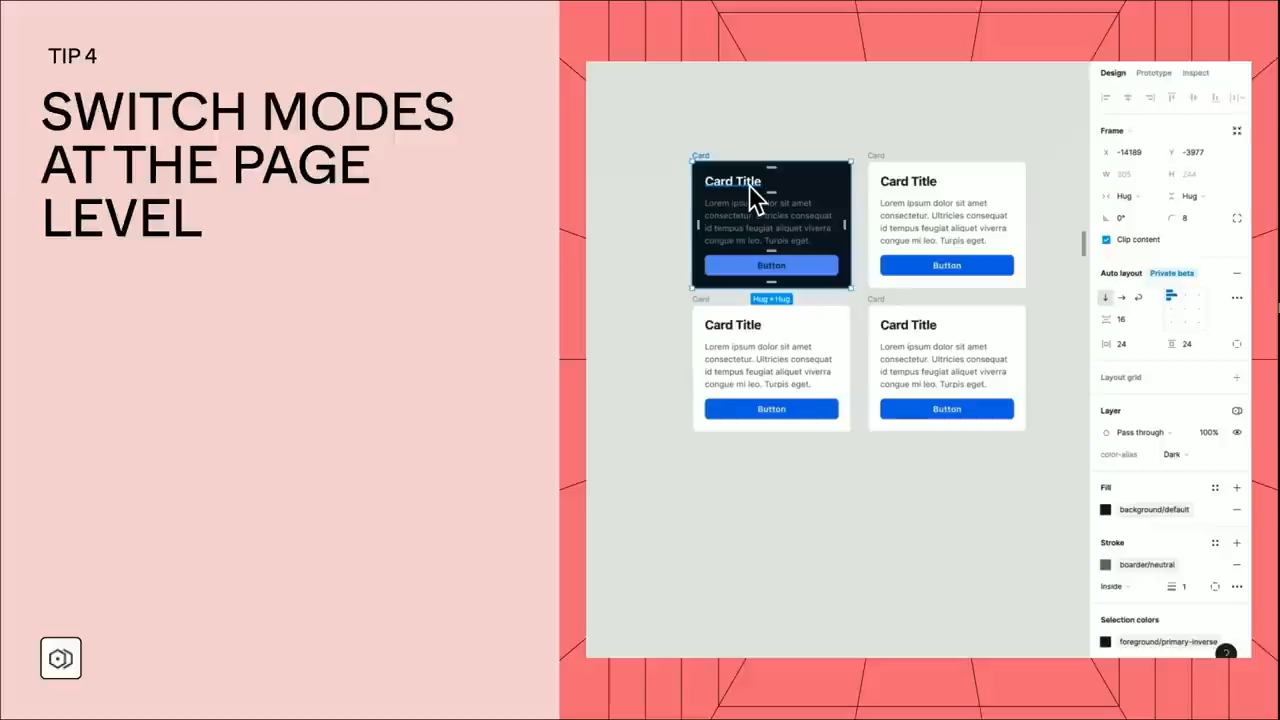 TIP 4
SWITCH MODES
AT THE PAGE
LEVEL
Card
Card Title
Lorem ipsum dolor sit amet
consectetur. Ultricies consequat
id tempus feugiat aliquet viverra
congue mi leo. Turpis eget.
Button
Hug × Hug
Card
Card Title
Lorem ipsum dolor sit amet
consectetur. Ultricies consequat
id tempus feugiat aliquet viverra
congue mi leo. Turpis eget.
Button
Card
Card Title
Lorem ipsum dolor sit amet
consectetur. Ultricies consequat
id tempus feugiat aliquet viverra
congue mi leo. Turpis eget.
Button
Card
Card Title
Lorem ipsum dolor sit amet
consectetur. Ultricies consequat
id tempus feugiat aliquet viverra
congue mi leo. Turpis eget.
Button
Design Prototype Inspect
Frame
X -14189 Y -3977
W 305 H 244
Hug Hug
0° 8
Clip content
Auto layout Private beta
16
24 24
Layout grid
Layer
Pass through 100%
color-alias Dark
Fill
background/default
Stroke
boarder/neutral
Inside 1
Selection colors
foreground/primary-inverse
?